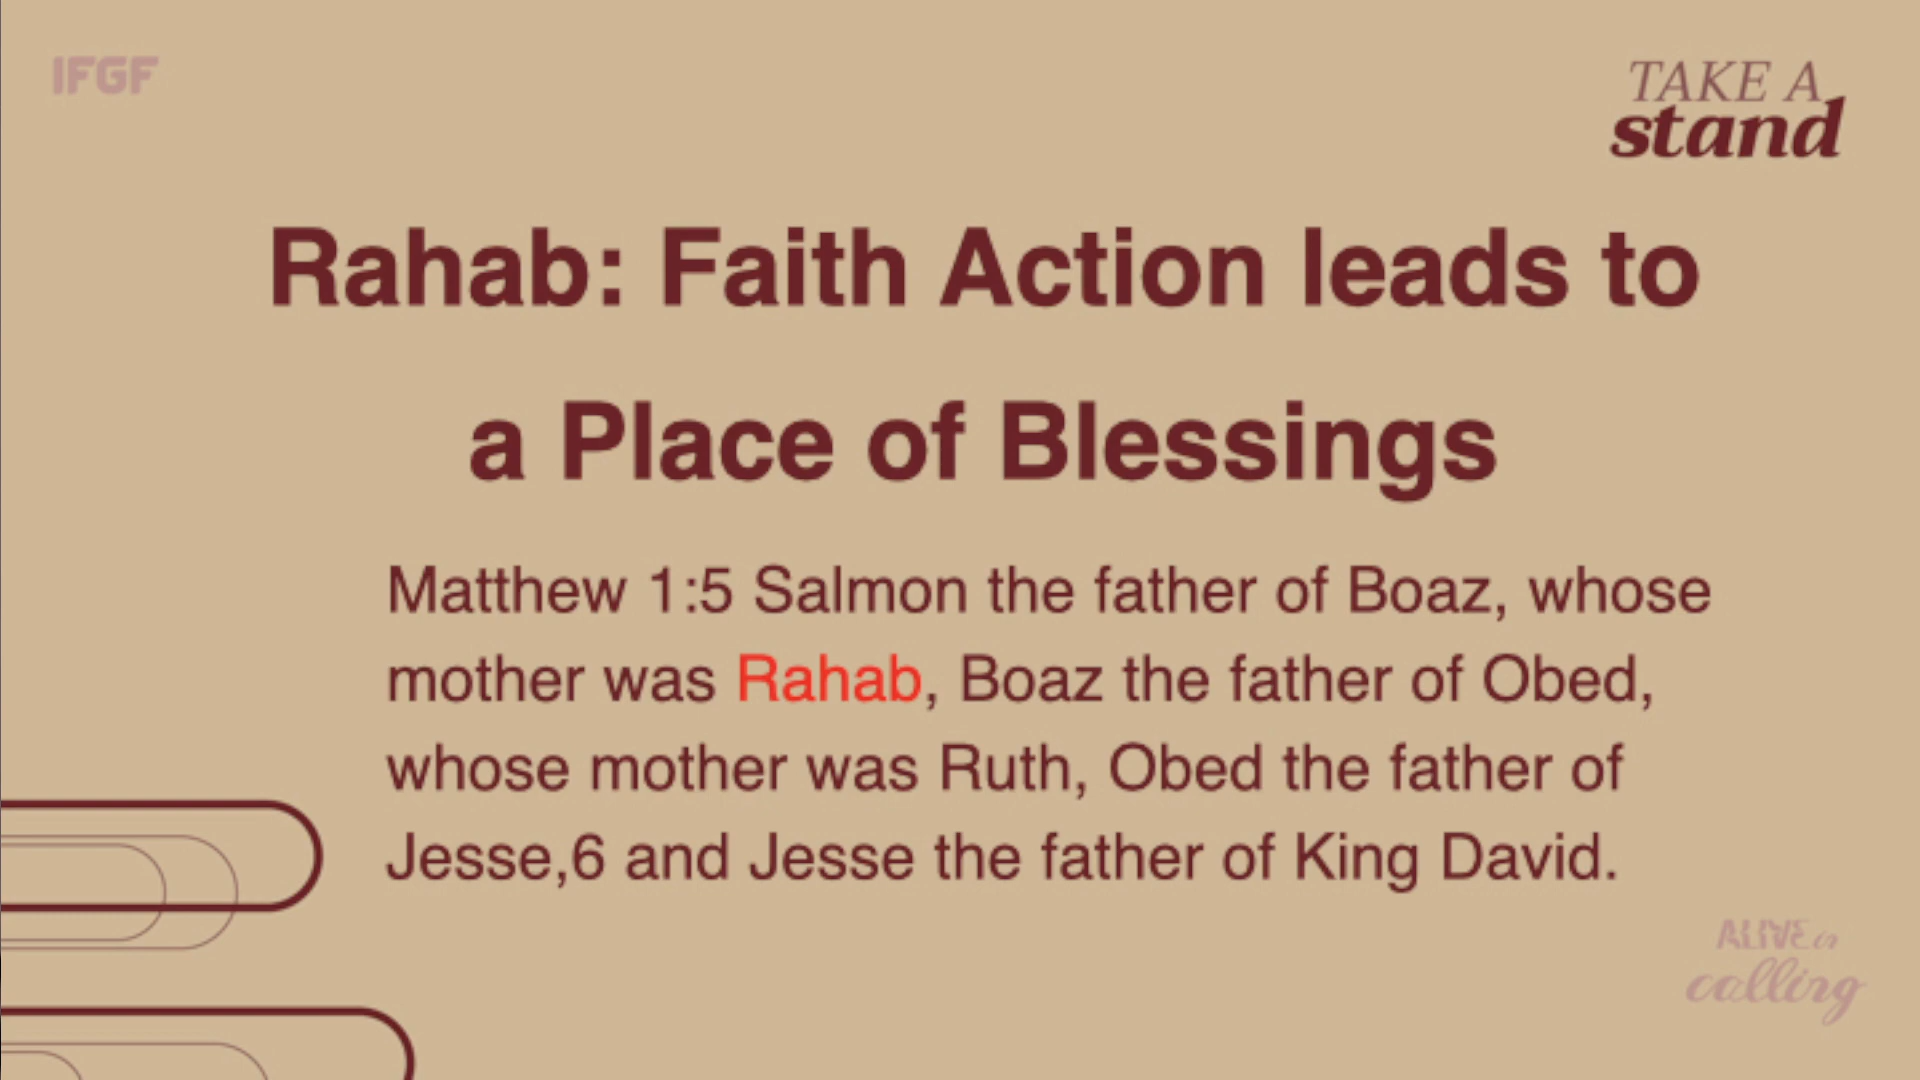 IFGF
TAKE A
stand
Rahab: Faith Action leads to
a Place of Blessings
Matthew 1:5 Salmon the father of Boaz, whose
mother was Rahab, Boaz the father of Obed,
whose mother was Ruth, Obed the father of
Jesse,6 and Jesse the father of King David.
ALIVE in
calling